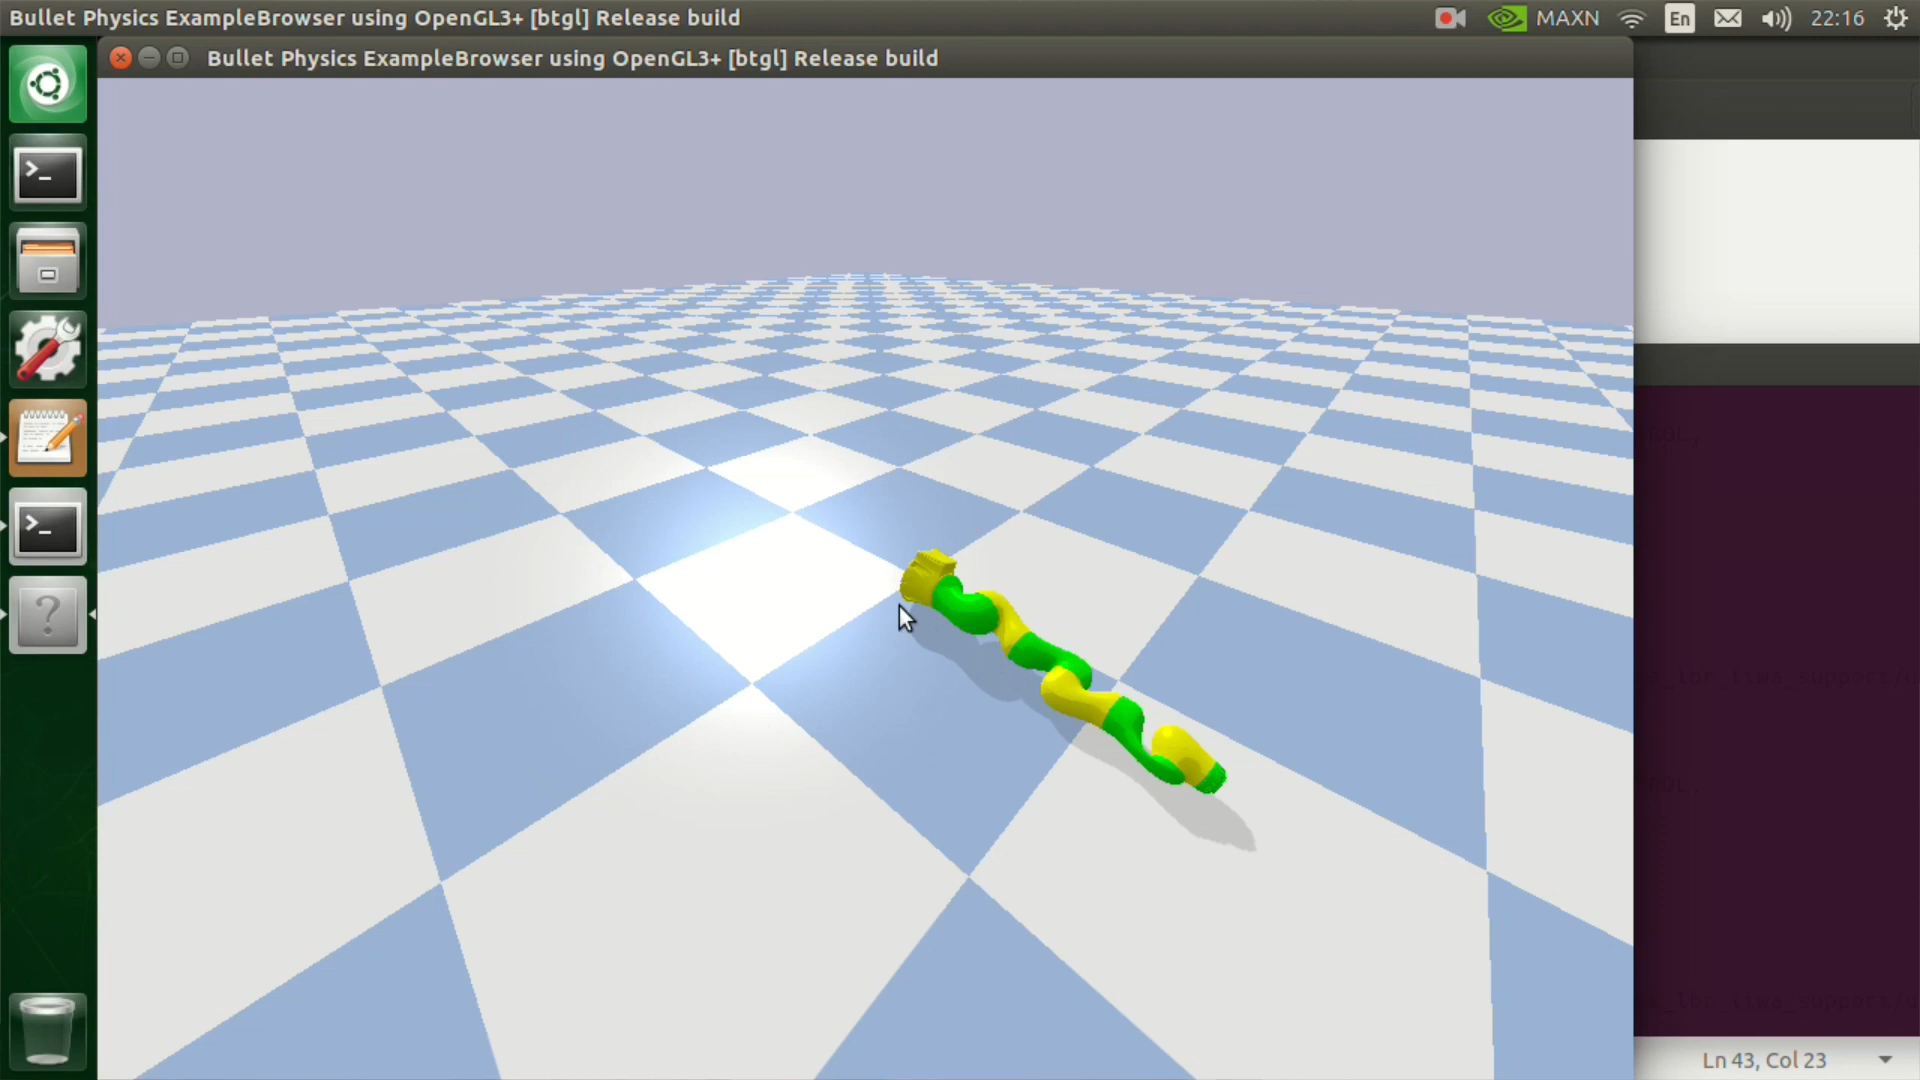 Bullet Physics ExampleBrowser using OpenGL3+ [btgl] Release build
MAXN
En
22:16
Bullet Physics ExampleBrowser using OpenGL3+ [btgl] Release build
>_
>_
?
Ln 43, Col 23